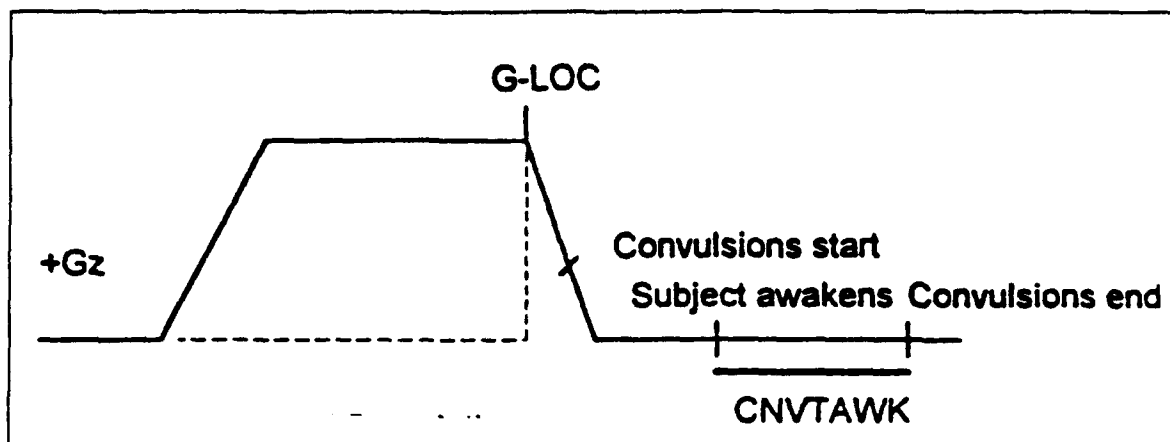 G-LOC
+Gz
Convulsions start
Subject awakens
Convulsions end
CNVTAWK